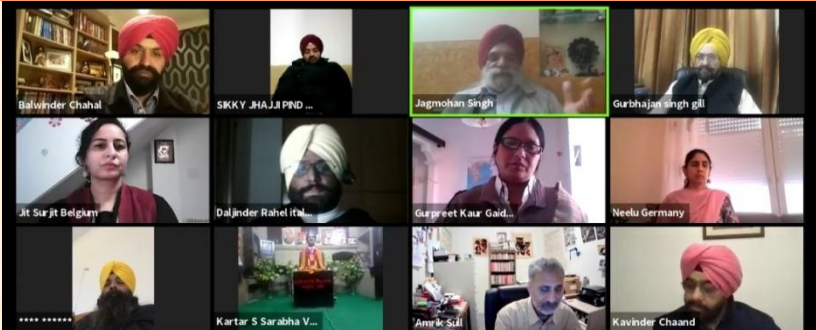 Balwinder Chahal
SIKKY JHAJJI PIND ...
Jagmohan Singh
Gurbhajan singh gill
Jit Surjit Belgium
Daljinder Rahel ital...
Gurpreet Kaur Gaid...
Neelu Germany
**** ******
Kartar S Sarabha V...
Amrik Sull
Kavinder Chaand